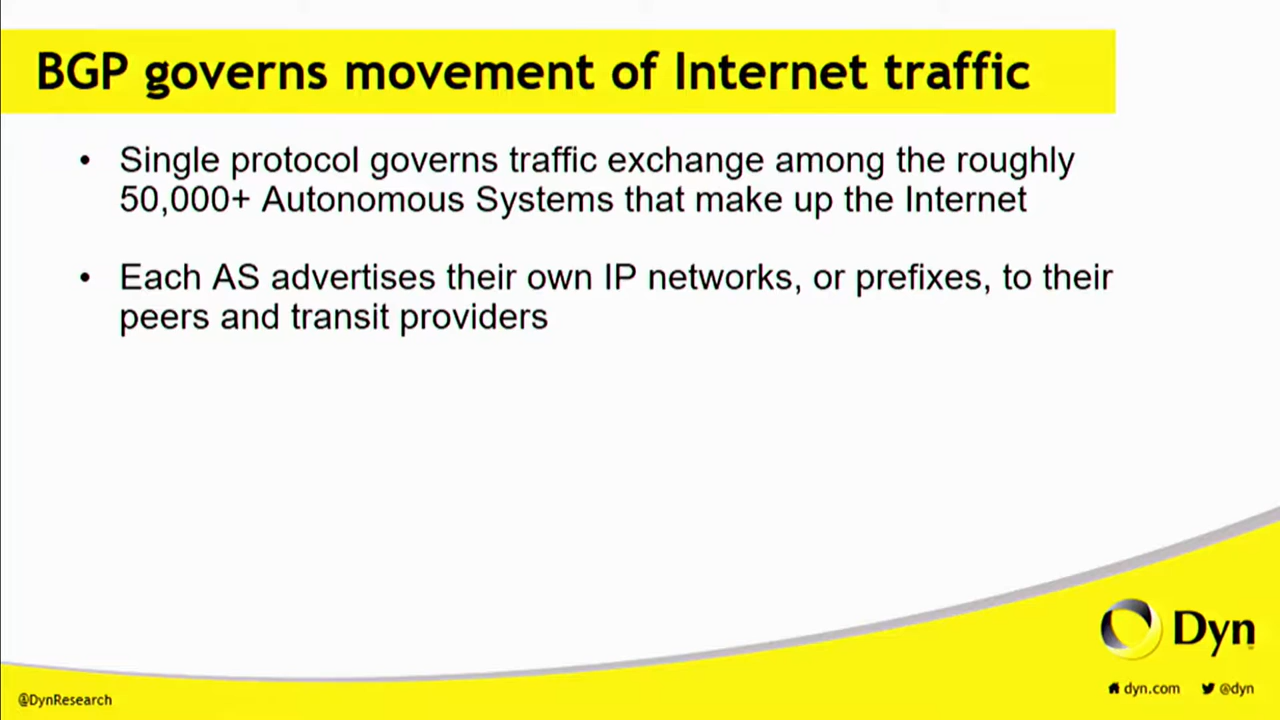 BGP governs movement of Internet traffic
• Single protocol governs traffic exchange among the roughly
50,000+ Autonomous Systems that make up the Internet
• Each AS advertises their own IP networks, or prefixes, to their
peers and transit providers
Dyn
dyn.com @dyn
@DynResearch